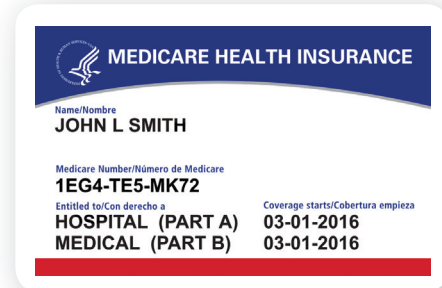 MEDICARE HEALTH INSURANCE
Name/Nombre
JOHN L SMITH
Medicare Number/Número de Medicare
1EG4-TE5-MK72
Entitled to/Con derecho a Coverage starts/Cobertura empieza
HOSPITAL (PART A) 03-01-2016
MEDICAL (PART B) 03-01-2016